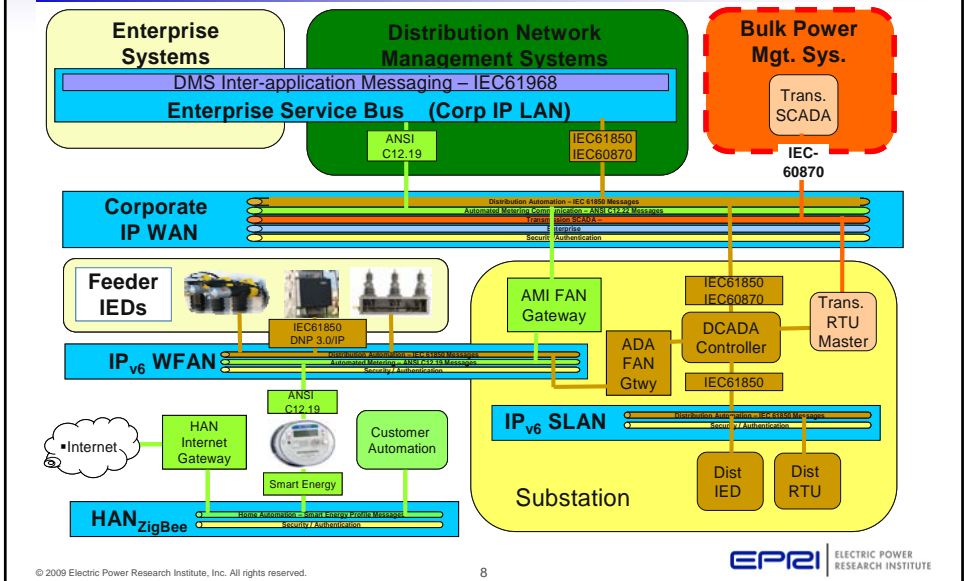 Enterprise
Systems
Distribution Network
Management Systems
Bulk Power
Mgt. Sys.
DMS Inter-application Messaging – IEC61968
Enterprise Service Bus (Corp IP LAN)
Trans.
SCADA
ANSI
C12.19
IEC61850
IEC60870
IEC-
60870
Corporate
IP WAN
Distribution Automation – IEC 61850 Messages
Automated Metering Communication – ANSI C12.22 Messages
Transmission SCADA –
Enterprise
Security/Authentication
Feeder
IEDs
IEC61850
DNP 3.0/IP
AMI FAN
Gateway
IEC61850
IEC60870
DCADA
Controller
Trans.
RTU
Master
ADA
FAN
Gtwy
IEC61850
IPv6 WFAN
Distribution Automation – IEC 61850 Messages
Automated Metering – ANSI C12.19 Messages
Security / Authentication
ANSI
C12.19
IPv6 SLAN
Distribution Automation – IEC 61850 Messages
Security / Authentication
▪Internet
HAN
Internet
Gateway
Customer
Automation
Smart Energy
Dist
IED
Dist
RTU
Substation
HANZigBee
Home Automation – Smart Energy Profile Messages
Security / Authentication
© 2009 Electric Power Research Institute, Inc. All rights reserved.
8
EPRI
ELECTRIC POWER
RESEARCH INSTITUTE